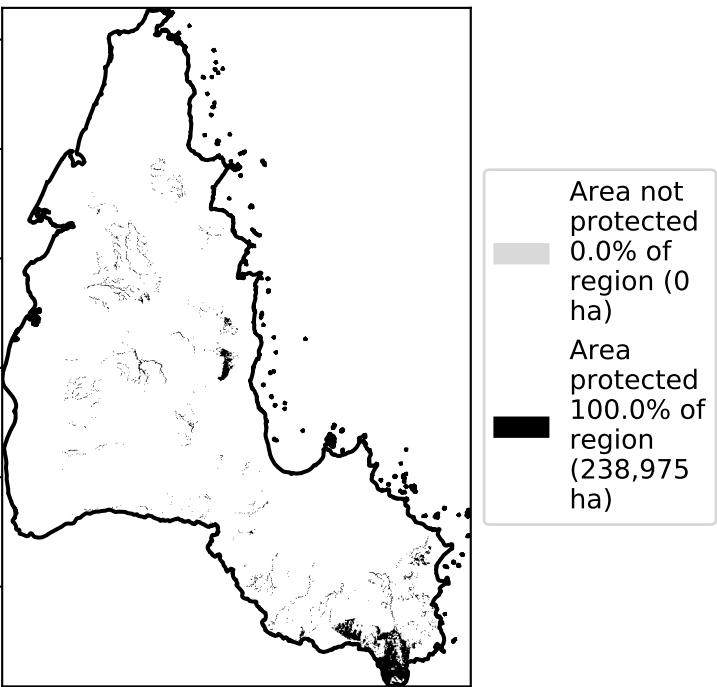 Area not
protected
0.0% of
region (0
ha)
Area
protected
100.0% of
region
(238,975
ha)